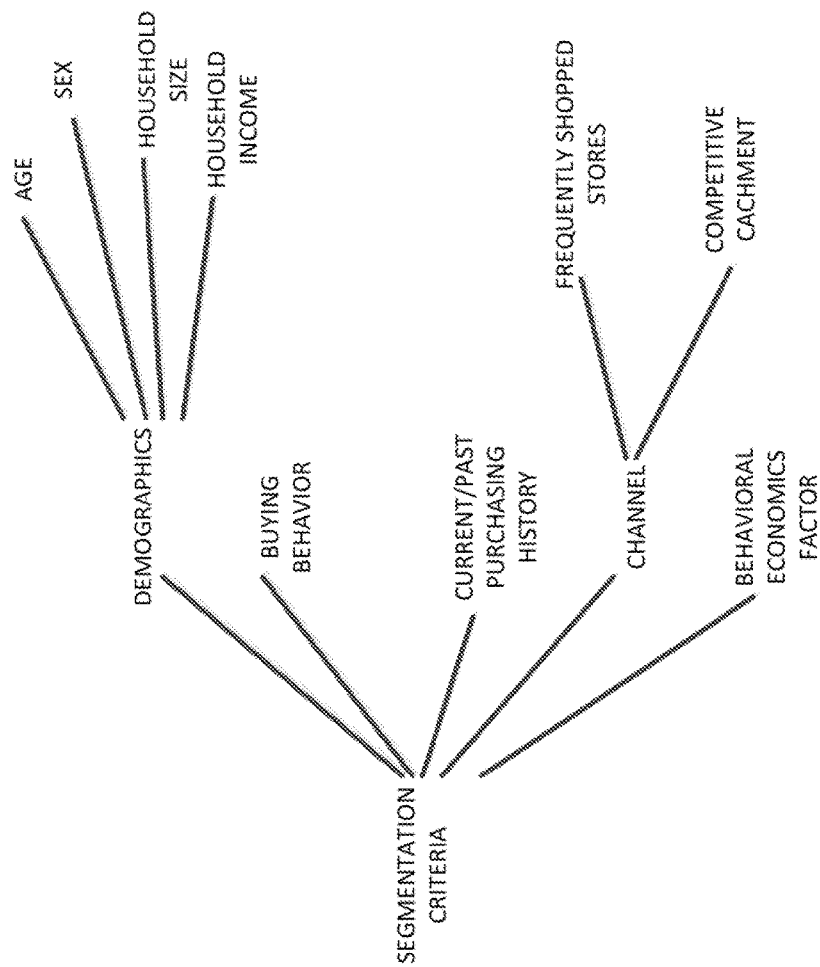 SEGMENTATION
CRITERIA
DEMOGRAPHICS
AGE
SEX
HOUSEHOLD
SIZE
HOUSEHOLD
INCOME
BUYING
BEHAVIOR
CURRENT/PAST
PURCHASING
HISTORY
CHANNEL
FREQUENTLY SHOPPED
STORES
COMPETITIVE
CACHMENT
BEHAVIORAL
ECONOMICS
FACTOR